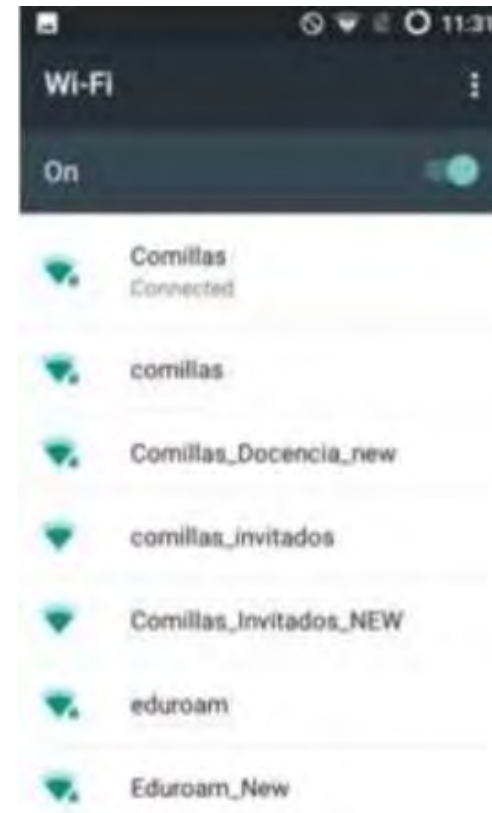 11:31
Wi-Fi
On
Comillas
Connected
comillas
Comillas_Docencia_new
comillas_invitados
Comillas_Invitados_NEW
eduroam
Eduroam_New